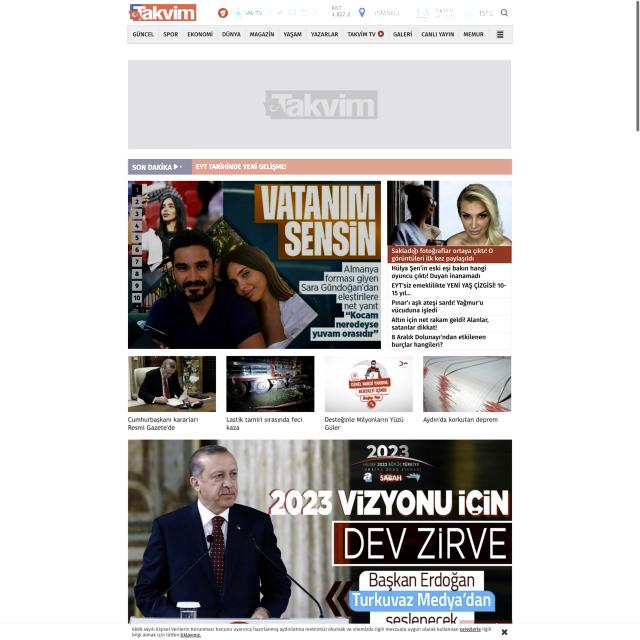 Takvim
BIST
4.827,0
İSTANBUL
15° C
GÜNCEL SPOR EKONOMİ DÜNYA MAGAZİN YAŞAM YAZARLAR TAKVİM TV GALERİ CANLI YAYIN MEMUR
Takvim
SON DAKİKA
EYT TARİHİNDE YENİ GELİŞME!
1
2
3
4
5
6
7
8
9
10
VATANIM
SENSİN
Almanya
forması giyen
Sara Gündoğan'dan
eleştirilere
net yanıt
"Kocam
neredeyse
yuvam orasıdır"
Sakladığı fotoğraflar ortaya çıktı! O
görüntüleri ilk kez paylaşıldı
Hülya Şen'in eski eşi bakın hangi
oyuncu çıktı! Duyan inanamadı
EYT'siz emeklilikte YENİ YAŞ ÇİZGİSİ! 10-
15 yıl...
Pınar'ı aşk ateşi sardı! Yağmur'u
vücuduna işledi
Altın için net rakam geldi! Alanlar,
satanlar dikkat!
8 Aralık Dolunayı'ndan etkilenen
burçlar hangileri?
Cumhurbaşkanı kararları
Resmi Gazete'de
Lastik tamiri sırasında feci
kaza
Desteğinle Milyonların Yüzü
Güler
Aydın'da korkutan deprem
2023
SABAH
2023 VİZYONU İÇİN
DEV ZİRVE
Başkan Erdoğan
Turkuvaz Medya'dan
seslenecek
6698 sayılı Kişisel Verilerin Korunması Kanunu uyarınca hazırlanmış aydınlatma metnimizi okumak ve sitemizde ilgili mevzuata uygun olarak kullanılan çerezlerle ilgili
bilgi almak için lütfen tıklayınız.